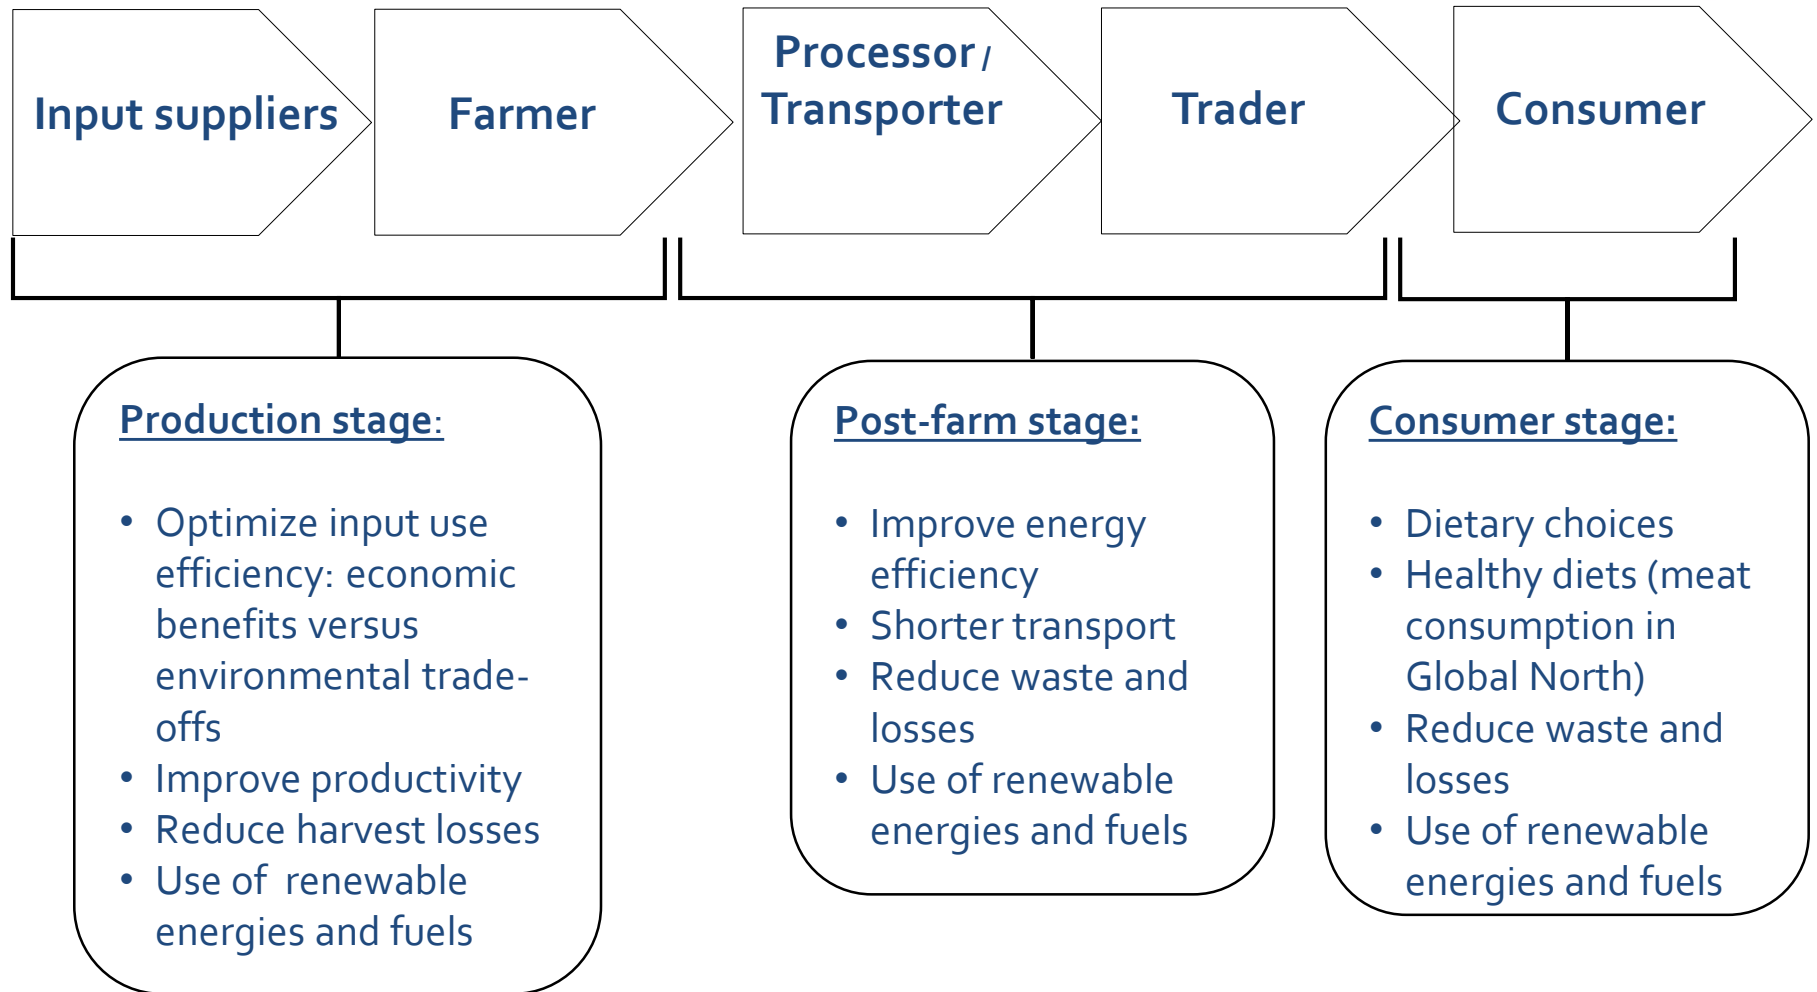 Input suppliers
Farmer
Processor /
Transporter
Trader
Consumer
Production stage:
• Optimize input use
efficiency: economic
benefits versus
environmental trade-
offs
• Improve productivity
• Reduce harvest losses
• Use of renewable
energies and fuels
Post-farm stage:
• Improve energy
efficiency
• Shorter transport
• Reduce waste and
losses
• Use of renewable
energies and fuels
Consumer stage:
• Dietary choices
• Healthy diets (meat
consumption in
Global North)
• Reduce waste and
losses
• Use of renewable
energies and fuels